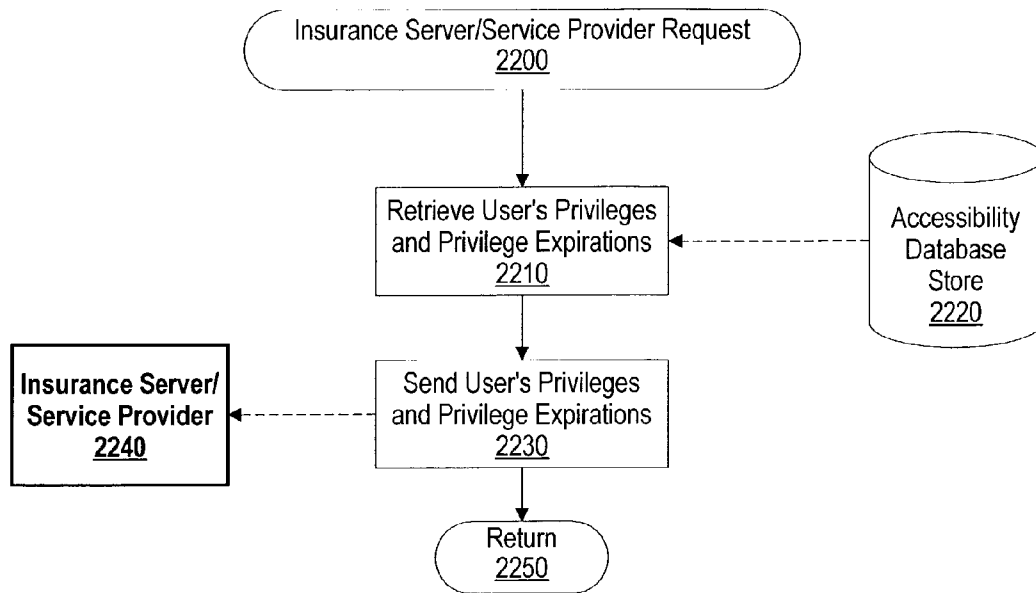 Insurance Server/Service Provider Request
2200
Retrieve User's Privileges
and Privilege Expirations
2210
Accessibility
Database
Store
2220
Insurance Server/
Service Provider
2240
Send User's Privileges
and Privilege Expirations
2230
Return
2250